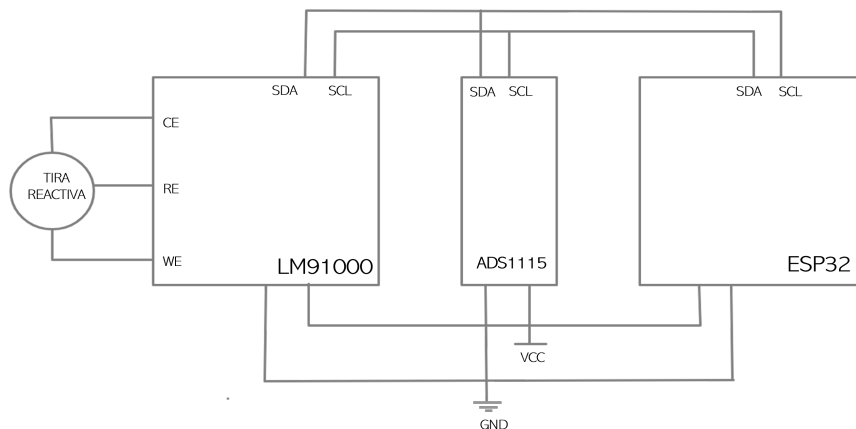 SDA
SCL
SDA
SCL
SDA
SCL
CE
TIRA
REACTIVA
RE
WE
LM91000
ADS1115
ESP32
VCC
GND